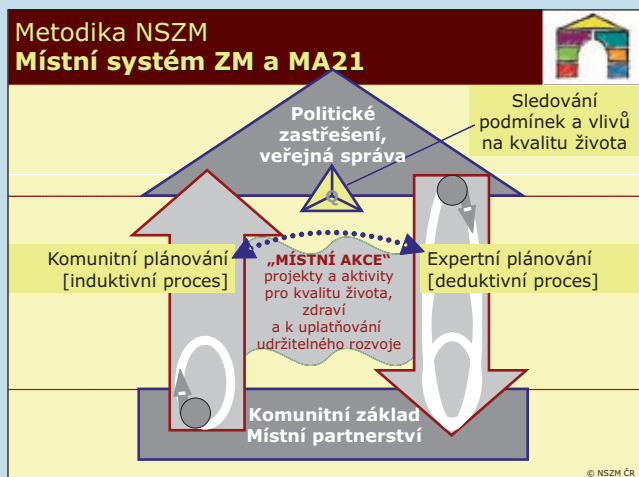 Metodika NSZM
Místní systém ZM a MA21
Sledování
podmínek a vlivů
na kvalitu života
Politické
zastřešení,
veřejná správa
Q
Komunitní plánování
[induktivní proces]
„MÍSTNÍ AKCE“
projekty a aktivity
pro kvalitu života,
zdraví
a k uplatňování
udržitelného rozvoje
Expertní plánování
[deduktivní proces]
Komunitní základ
Místní partnerství
© NSZM ČR